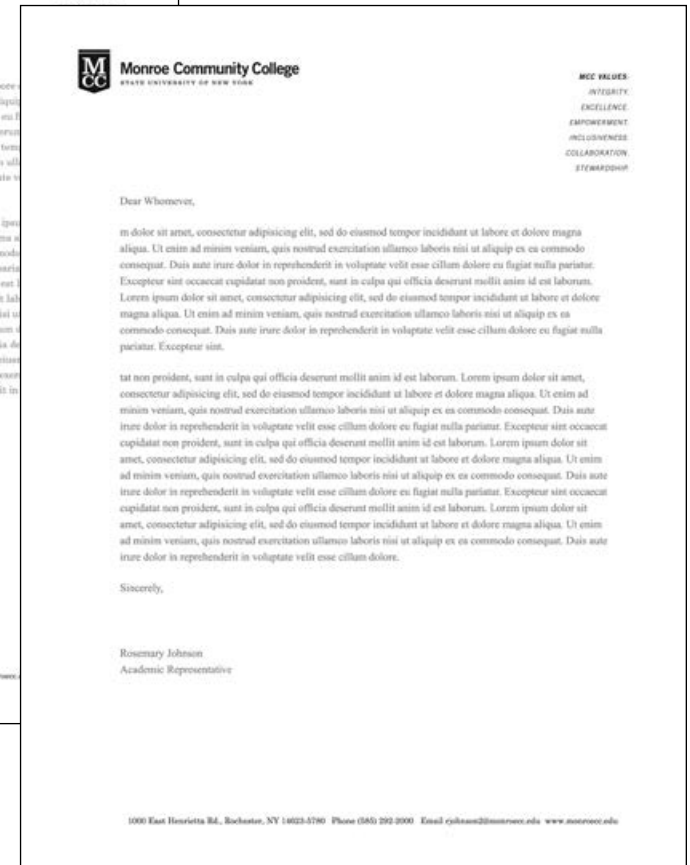 MCC
Monroe Community College
STATE UNIVERSITY OF NEW YORK
MCC VALUES:
INTEGRITY.
EXCELLENCE.
EMPOWERMENT.
INCLUSIVENESS.
COLLABORATION.
STEWARDSHIP.
Dear Whomever,
m dolor sit amet, consectetur adipisicing elit, sed do eiusmod tempor incididunt ut labore et dolore magna
aliqua. Ut enim ad minim veniam, quis nostrud exercitation ullamco laboris nisi ut aliquip ex ea commodo
consequat. Duis aute irure dolor in reprehenderit in voluptate velit esse cillum dolore eu fugiat nulla pariatur.
Excepteur sint occaecat cupidatat non proident, sunt in culpa qui officia deserunt mollit anim id est laborum.
Lorem ipsum dolor sit amet, consectetur adipisicing elit, sed do eiusmod tempor incididunt ut labore et dolore
magna aliqua. Ut enim ad minim veniam, quis nostrud exercitation ullamco laboris nisi ut aliquip ex ea
commodo consequat. Duis aute irure dolor in reprehenderit in voluptate velit esse cillum dolore eu fugiat nulla
pariatur. Excepteur sint.
tat non proident, sunt in culpa qui officia deserunt mollit anim id est laborum. Lorem ipsum dolor sit amet,
consectetur adipisicing elit, sed do eiusmod tempor incididunt ut labore et dolore magna aliqua. Ut enim ad
minim veniam, quis nostrud exercitation ullamco laboris nisi ut aliquip ex ea commodo consequat. Duis aute
irure dolor in reprehenderit in voluptate velit esse cillum dolore eu fugiat nulla pariatur. Excepteur sint occaecat
cupidatat non proident, sunt in culpa qui officia deserunt mollit anim id est laborum. Lorem ipsum dolor sit
amet, consectetur adipisicing elit, sed do eiusmod tempor incididunt ut labore et dolore magna aliqua. Ut enim
ad minim veniam, quis nostrud exercitation ullamco laboris nisi ut aliquip ex ea commodo consequat. Duis aute
irure dolor in reprehenderit in voluptate velit esse cillum dolore eu fugiat nulla pariatur. Excepteur sint occaecat
cupidatat non proident, sunt in culpa qui officia deserunt mollit anim id est laborum. Lorem ipsum dolor sit
amet, consectetur adipisicing elit, sed do eiusmod tempor incididunt ut labore et dolore magna aliqua. Ut enim
ad minim veniam, quis nostrud exercitation ullamco laboris nisi ut aliquip ex ea commodo consequat. Duis aute
irure dolor in reprehenderit in voluptate velit esse cillum dolore.
Sincerely,
Rosemary Johnson
Academic Representative
1000 East Henrietta Rd., Rochester, NY 14623-5780 Phone (585) 292-2000 Email rjohnson2@monroecc.edu www.monroecc.edu